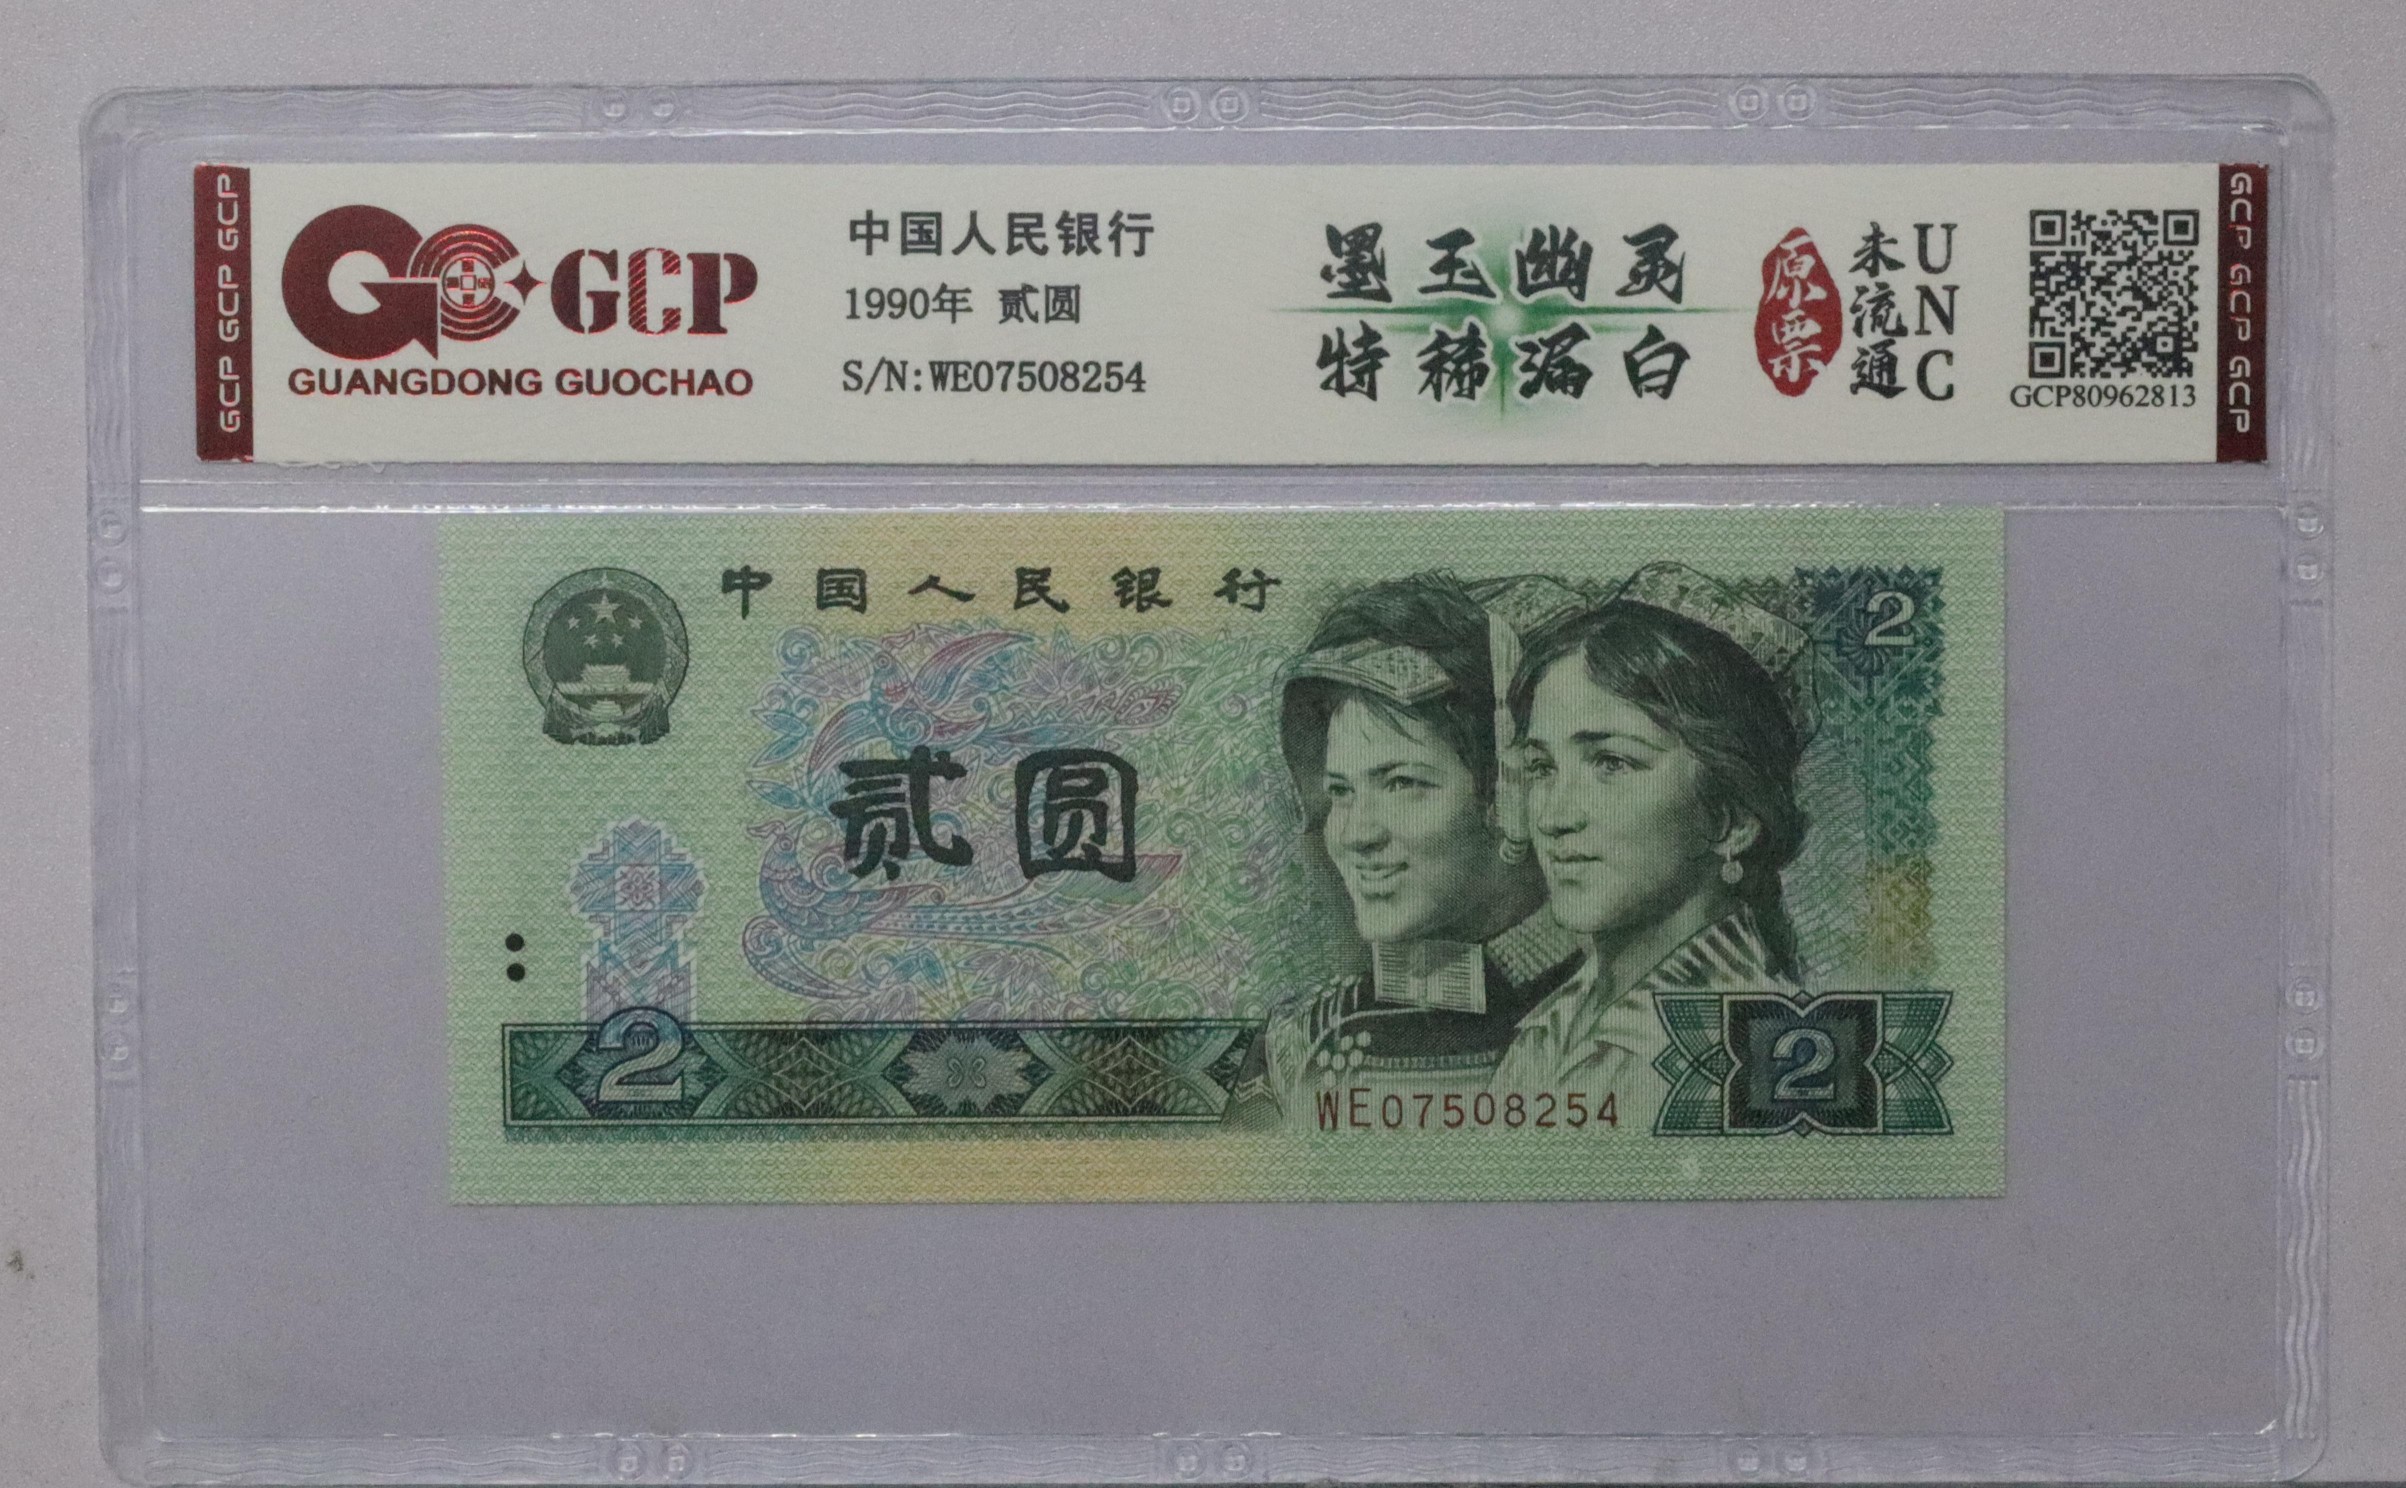 GCP GCP GCP
GCP
GUANGDONG GUOCHAO
中国人民银行
1990年 贰圆
S/N:WE07508254
墨玉幽灵
特稀漏白
原票
未流通
UNC
GCP80962813
GCP GCP GCP
中国人民银行
2
贰圆
2
2
WE07508254